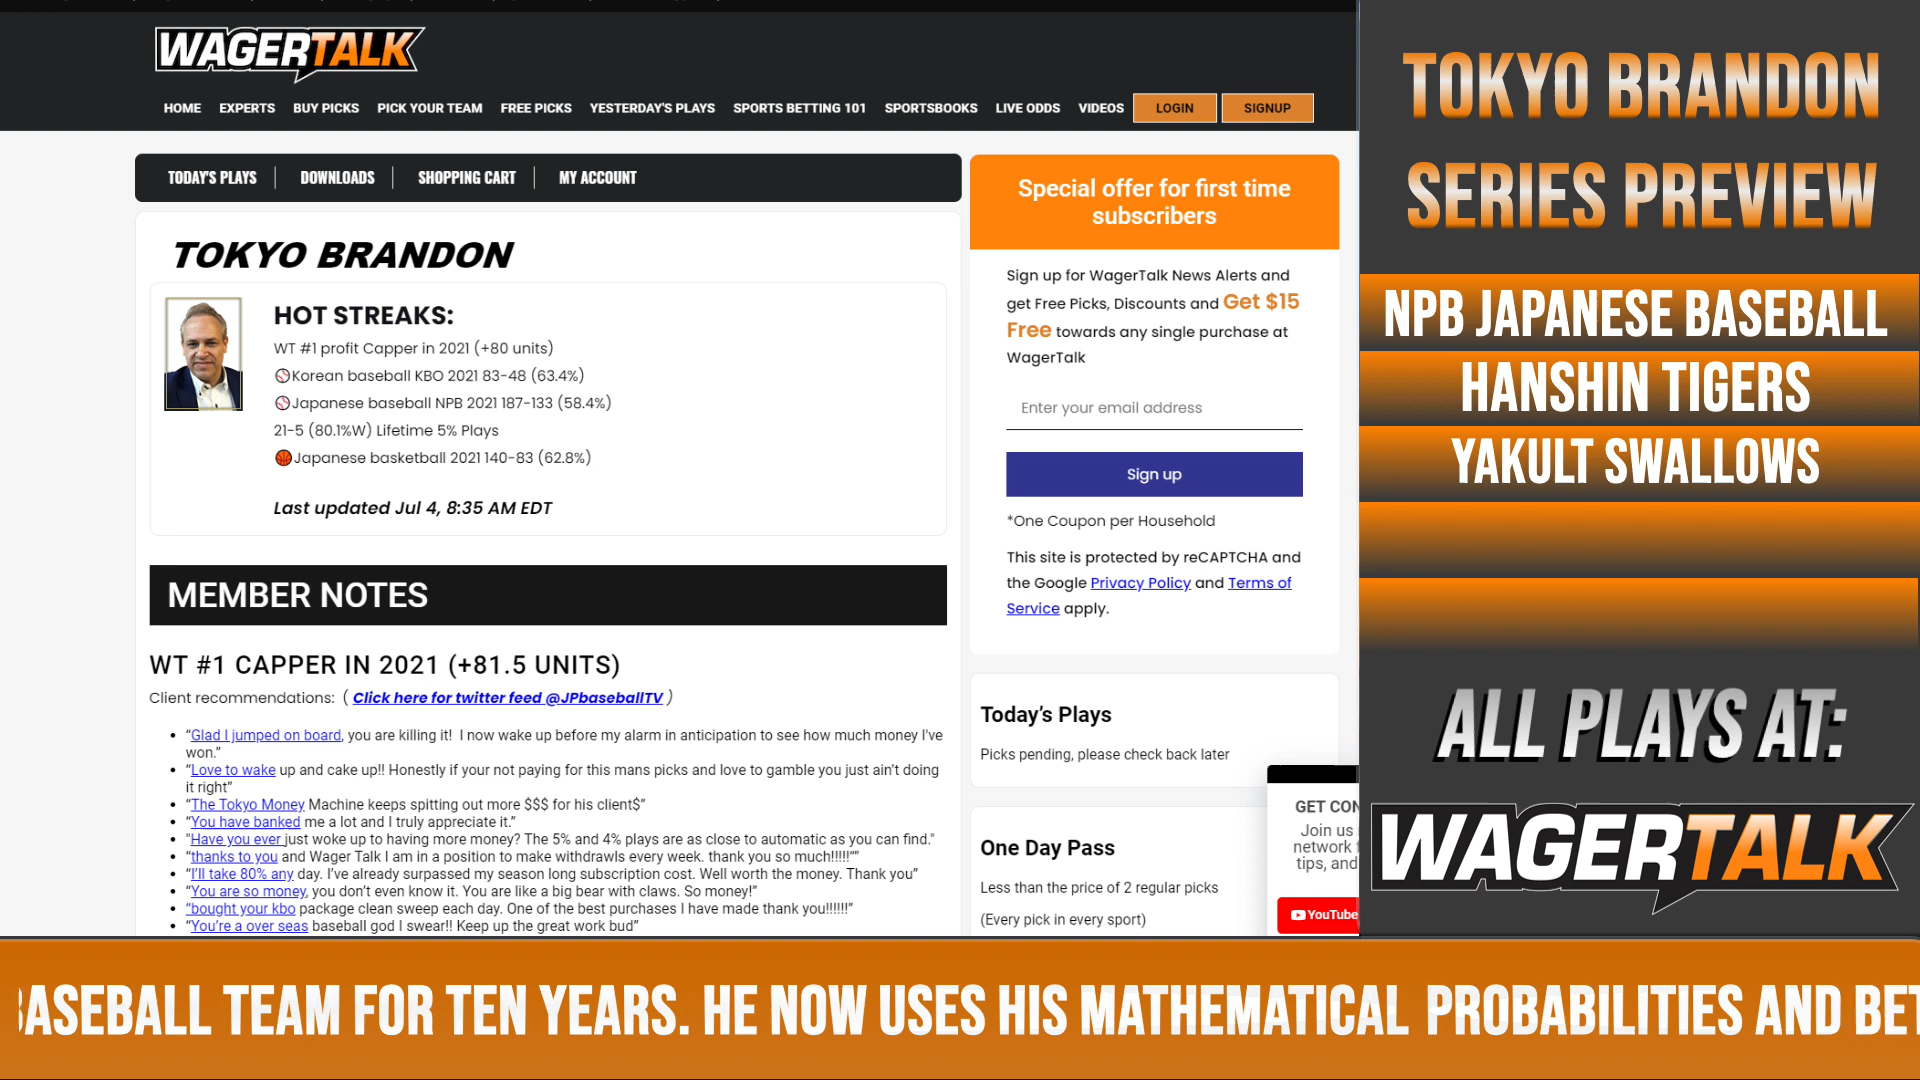 WAGERTALK
HOME EXPERTS BUY PICKS PICK YOUR TEAM FREE PICKS YESTERDAY'S PLAYS SPORTS BETTING 101 SPORTSBOOKS LIVE ODDS VIDEOS LOGIN SIGNUP
TODAY'S PLAYS DOWNLOADS SHOPPING CART MY ACCOUNT
TOKYO BRANDON
HOT STREAKS:
WT #1 profit Capper in 2021 (+80 units)
⚾Korean baseball KBO 2021 83-48 (63.4%)
⚾Japanese baseball NPB 2021 187-133 (58.4%)
21-5 (80.1%W) Lifetime 5% Plays
🏀Japanese basketball 2021 140-83 (62.8%)
Last updated Jul 4, 8:35 AM EDT
MEMBER NOTES
WT #1 CAPPER IN 2021 (+81.5 UNITS)
Client recommendations: ( Click here for twitter feed @JPbaseballTV )
• “Glad I jumped on board, you are killing it! I now wake up before my alarm in anticipation to see how much money I've
won.”
• “Love to wake up and cake up!! Honestly if your not paying for this mans picks and love to gamble you just ain’t doing
it right”
• “The Tokyo Money Machine keeps spitting out more $$$ for his client$”
• “You have banked me a lot and I truly appreciate it.”
• "Have you ever just woke up to having more money? The 5% and 4% plays are as close to automatic as you can find."
• “thanks to you and Wager Talk I am in a position to make withdrawls every week. thank you so much!!!!!””
• “I’ll take 80% any day. I’ve already surpassed my season long subscription cost. Well worth the money. Thank you”
• “You are so money, you don’t even know it. You are like a big bear with claws. So money!”
• “bought your kbo package clean sweep each day. One of the best purchases I have made thank you!!!!!!”
• “You’re a over seas baseball god I swear!! Keep up the great work bud”
Special offer for first time
subscribers
Sign up for WagerTalk News Alerts and
get Free Picks, Discounts and Get $15
Free towards any single purchase at
WagerTalk
Enter your email address
Sign up
*One Coupon per Household
This site is protected by reCAPTCHA and
the Google Privacy Policy and Terms of
Service apply.
Today’s Plays
Picks pending, please check back later
One Day Pass
Less than the price of 2 regular picks
(Every pick in every sport)
GET CON
Join us
network
tips, and
YouTube
TOKYO BRANDON
SERIES PREVIEW
NPB JAPANESE BASEBALL
HANSHIN TIGERS
YAKULT SWALLOWS
ALL PLAYS AT:
WAGERTALK
BASEBALL TEAM FOR TEN YEARS. HE NOW USES HIS MATHEMATICAL PROBABILITIES AND BET